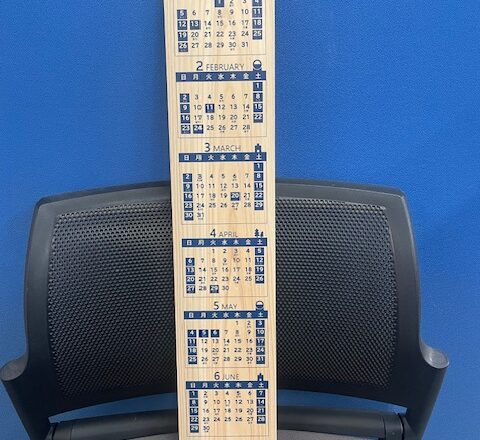 1 2 3 4
5 6 7 8 9 10 11
12 13 14 15 16 17 18
19 20 21 22 23 24 25
26 27 28 29 30 31
2 FEBRUARY
日 月 火 水 木 金 土
1
2 3 4 5 6 7 8
9 10 11 12 13 14 15
16 17 18 19 20 21 22
23 24 25 26 27 28
3 MARCH
日 月 火 水 木 金 土
1
2 3 4 5 6 7 8
9 10 11 12 13 14 15
16 17 18 19 20 21 22
23 24 25 26 27 28 29
30 31
4 APRIL
日 月 火 水 木 金 土
1 2 3 4 5
6 7 8 9 10 11 12
13 14 15 16 17 18 19
20 21 22 23 24 25 26
27 28 29 30
5 MAY
日 月 火 水 木 金 土
1 2 3
4 5 6 7 8 9 10
11 12 13 14 15 16 17
18 19 20 21 22 23 24
25 26 27 28 29 30 31
6 JUNE
日 月 火 水 木 金 土
1 2 3 4 5 6 7
8 9 10 11 12 13 14
15 16 17 18 19 20 21
22 23 24 25 26 27 28
29 30